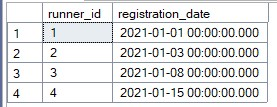 runner_id registration_date
1 1 2021-01-01 00:00:00.000
2 2 2021-01-03 00:00:00.000
3 3 2021-01-08 00:00:00.000
4 4 2021-01-15 00:00:00.000